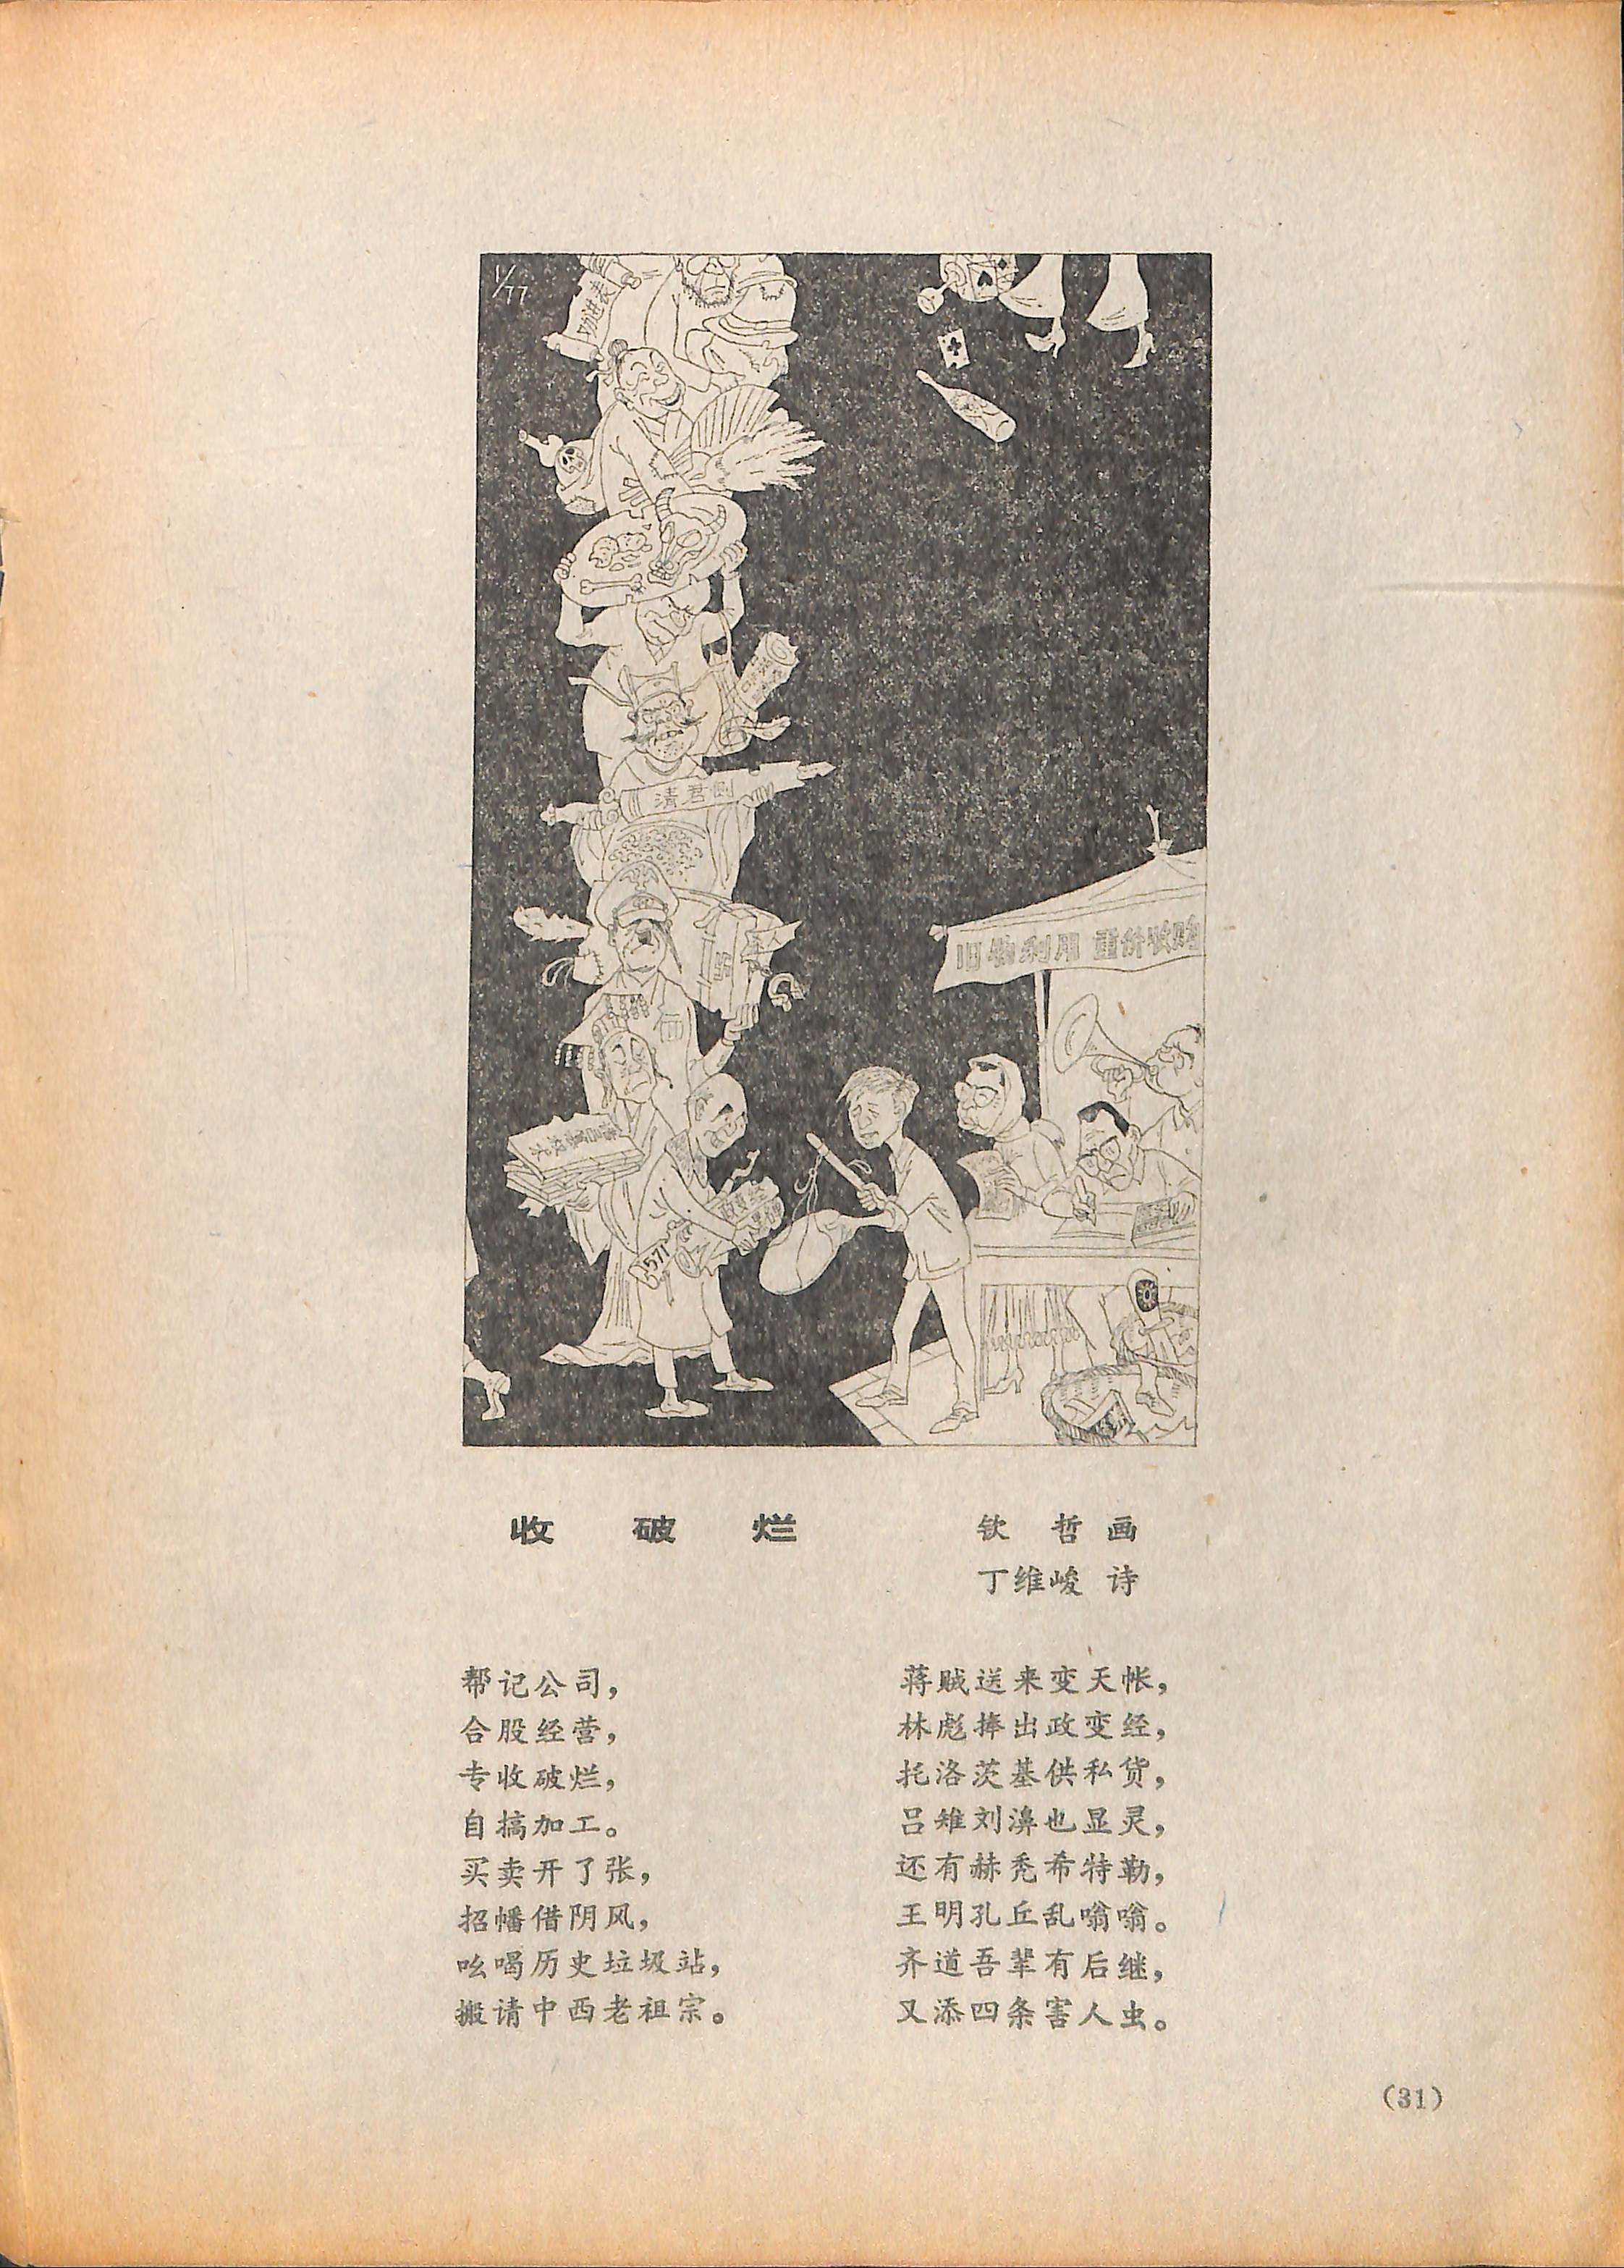 1/77
劝进表
清君侧
旧物利用 重价收购
571
收破烂
钦哲 画
丁维峻 诗
帮记公司，
合股经营，
专收破烂，
自搞加工。
买卖开了张，
招幡借阴风，
吆喝历史垃圾站，
搬请中西老祖宗。
蒋贼送来变天帐，
林彪捧出政变经，
托洛茨基供私货，
吕雉刘濞也显灵，
还有赫秃希特勒，
王明孔丘乱嗡嗡。
齐道吾辈有后继，
又添四条害人虫。
(31)